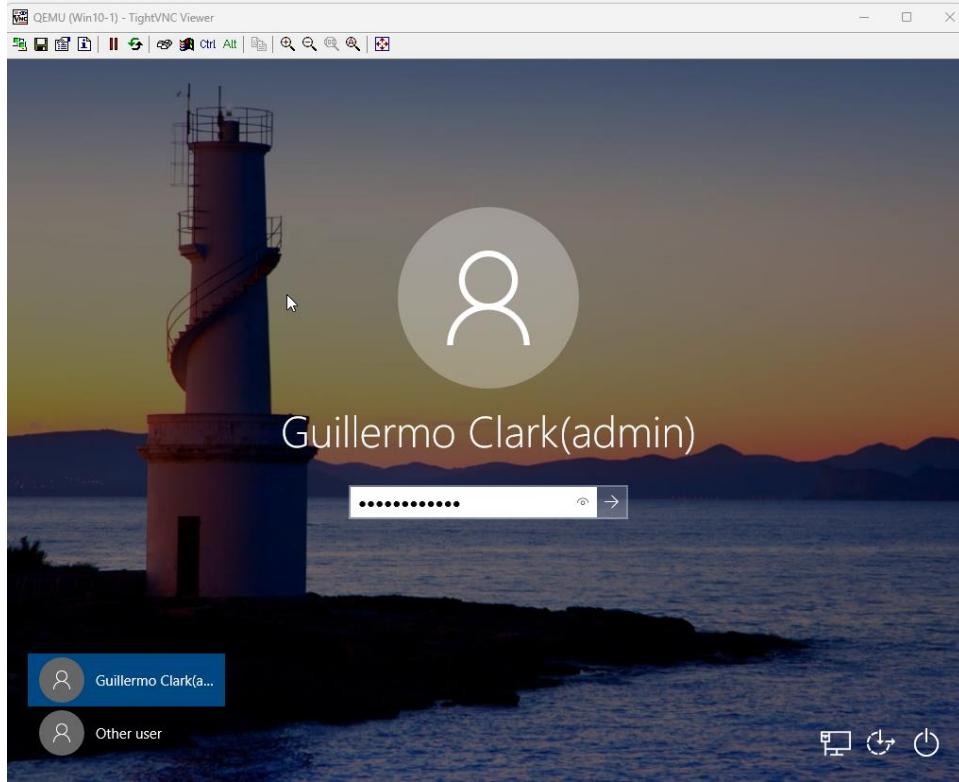 QEMU (Win10-1) - TightVNC Viewer
Ctrl Alt
Guillermo Clark(admin)
••••••••••••
Guillermo Clark(a...
Other user